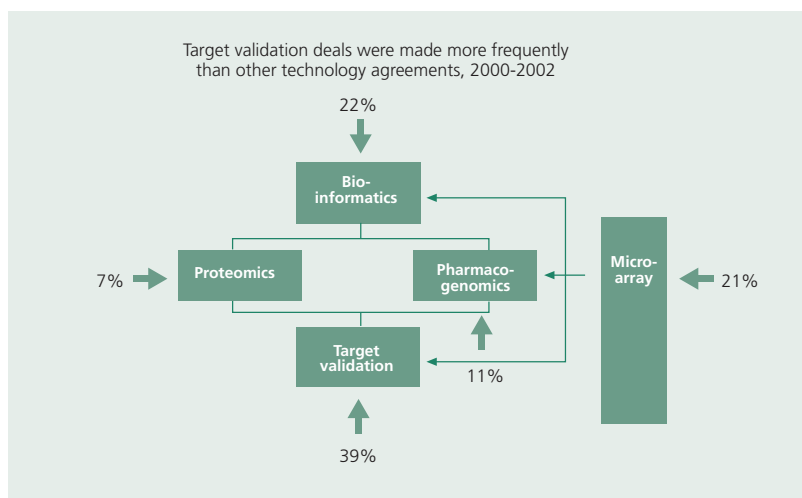 Target validation deals were made more frequently
than other technology agreements, 2000-2002
22%
Bio-
informatics
7%
Proteomics
Pharmaco-
genomics
Micro-
array
21%
Target
validation
11%
39%